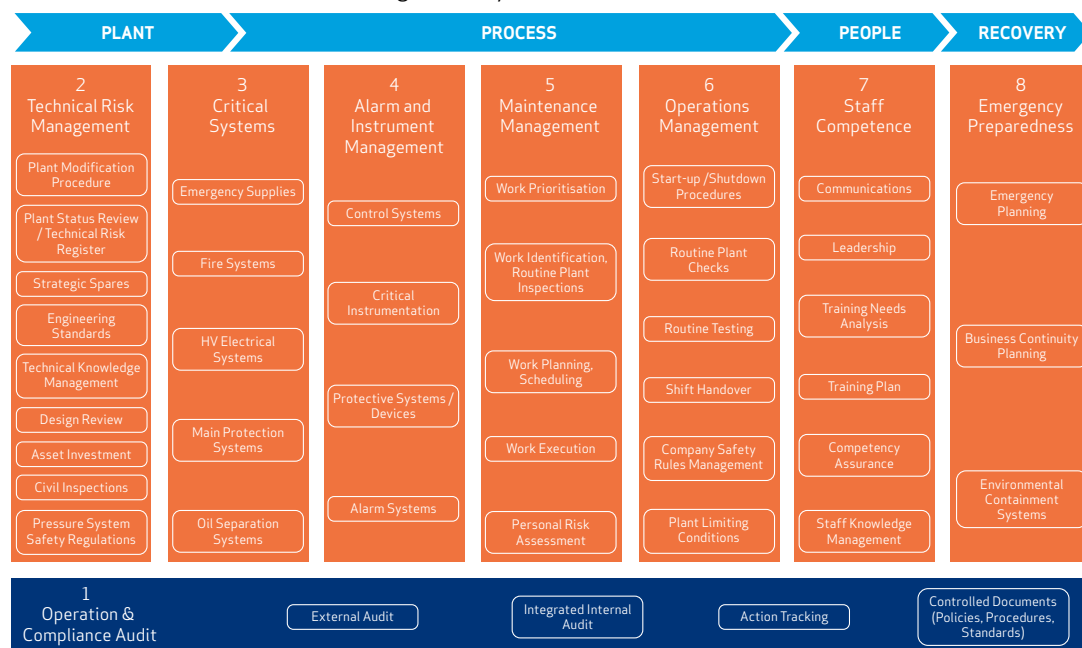 PLANT
PROCESS
PEOPLE
RECOVERY
2
Technical Risk
Management
Plant Modification
Procedure
Plant Status Review
/ Technical Risk
Register
Strategic Spares
Engineering
Standards
Technical Knowledge
Management
Design Review
Asset Investment
Civil Inspections
Pressure System
Safety Regulations
3
Critical
Systems
Emergency Supplies
Fire Systems
HV Electrical
Systems
Main Protection
Systems
Oil Separation
Systems
4
Alarm and
Instrument
Management
Control Systems
Critical
Instrumentation
Protective Systems /
Devices
Alarm Systems
5
Maintenance
Management
Work Prioritisation
Work Identification,
Routine Plant
Inspections
Work Planning,
Scheduling
Work Execution
Personal Risk
Assessment
6
Operations
Management
Start-up /Shutdown
Procedures
Routine Plant
Checks
Routine Testing
Shift Handover
Company Safety
Rules Management
Plant Limiting
Conditions
7
Staff
Competence
Communications
Leadership
Training Needs
Analysis
Training Plan
Competency
Assurance
Staff Knowledge
Management
8
Emergency
Preparedness
Emergency
Planning
Business Continuity
Planning
Environmental
Containment
Systems
1
Operation &
Compliance Audit
External Audit
Integrated Internal
Audit
Action Tracking
Controlled Documents
(Policies, Procedures,
Standards)